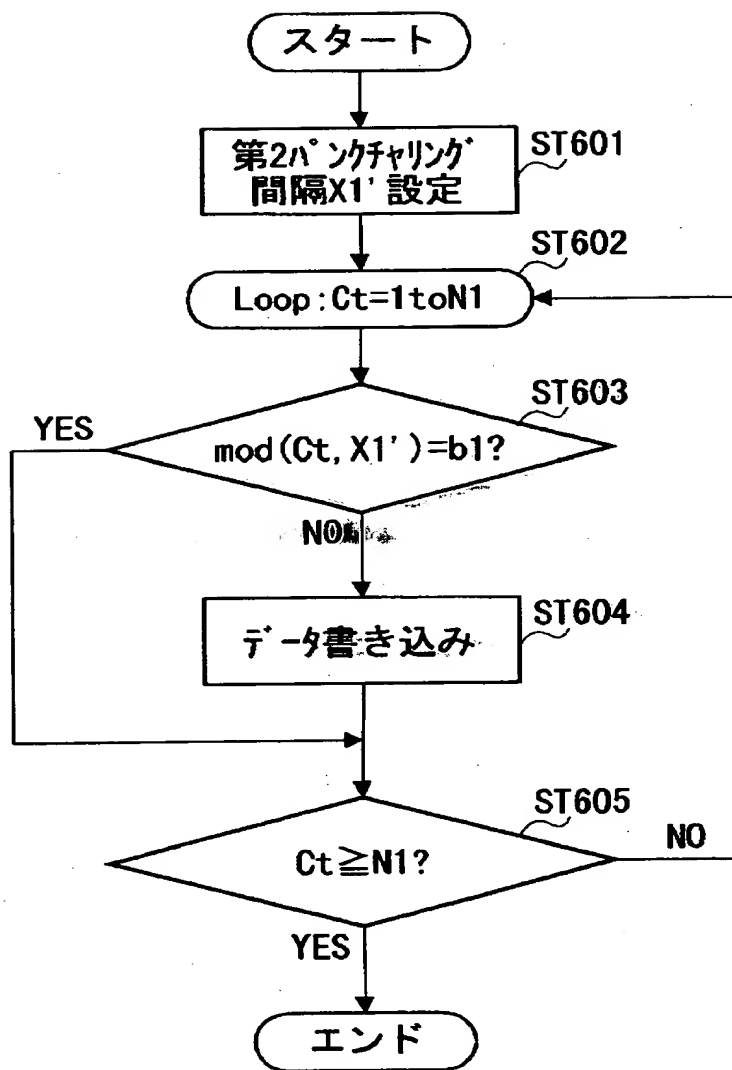 スタート
第2パンクチャリング
間隔X1'設定
ST601
ST602
Loop:Ct=1toN1
ST603
YES
mod(Ct,X1')=b1?
NO
ST604
データ書き込み
ST605
Ct≧N1?
NO
YES
エンド